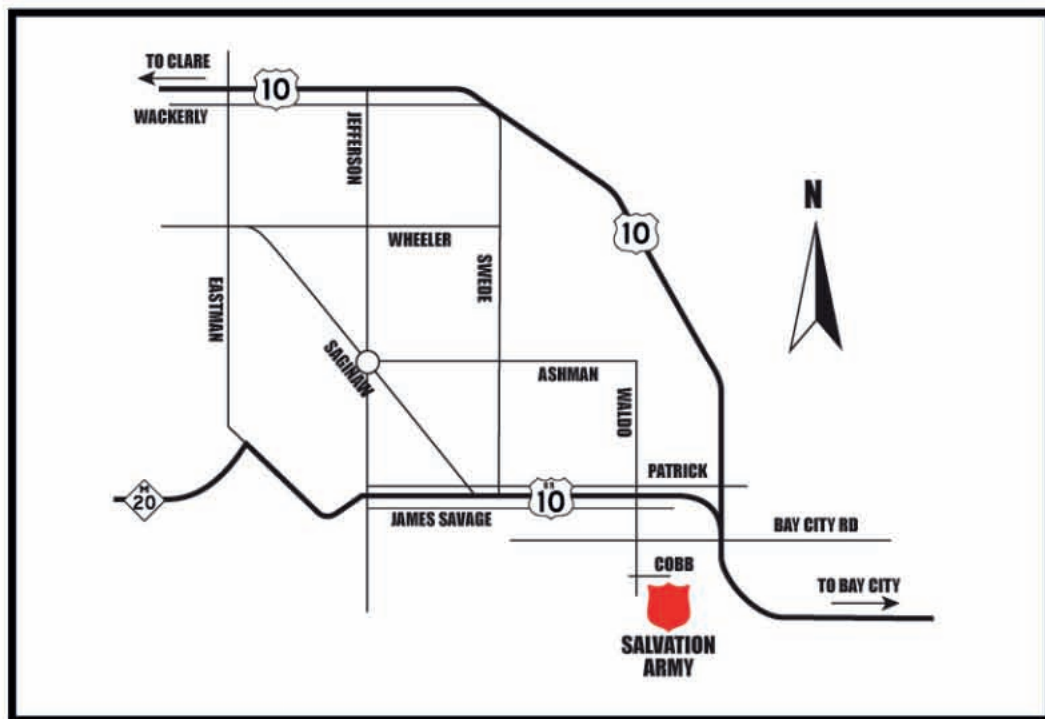 TO CLARE
10
WACKERLY
JEFFERSON
N
10
WHEELER
SWEDE
EASTMAN
SAGINAW
ASHMAN
WALDO
PATRICK
M
20
BR
10
JAMES SAVAGE
BAY CITY RD
COBB
TO BAY CITY
SALVATION
ARMY